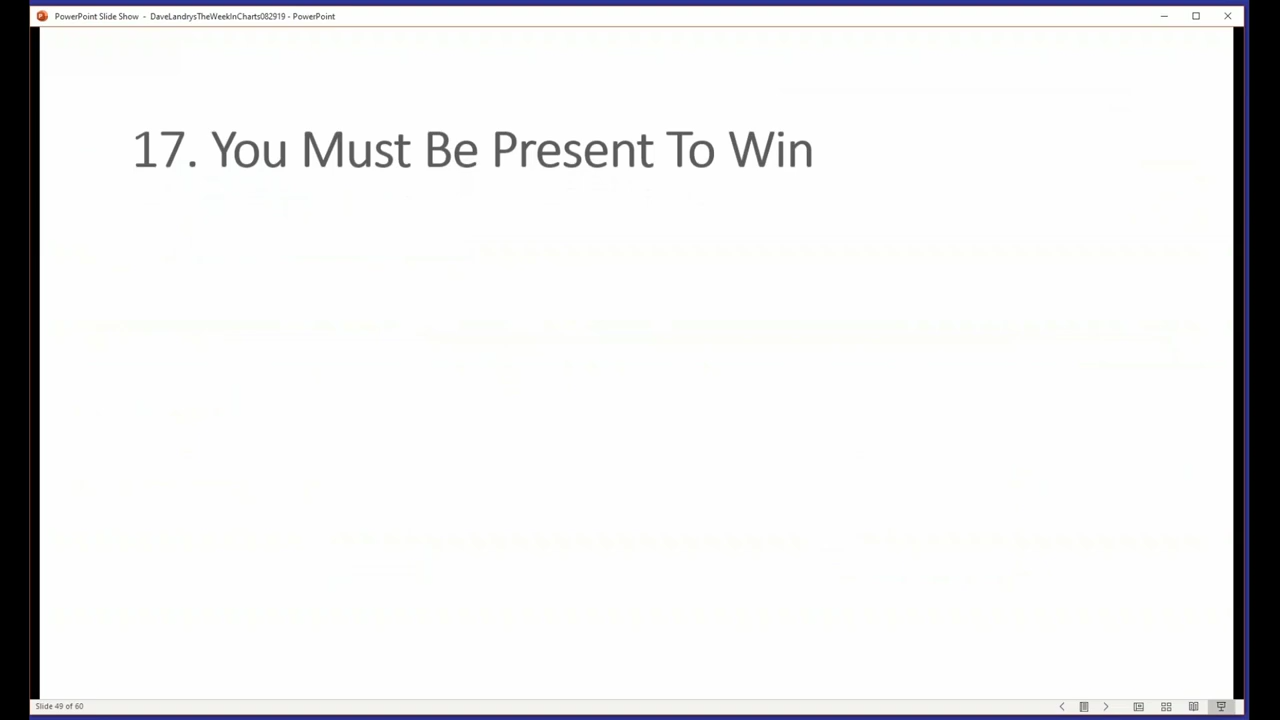 PowerPoint Slide Show - DaveLandrysTheWeekInCharts082919 - PowerPoint
17. You Must Be Present To Win
Slide 49 of 60